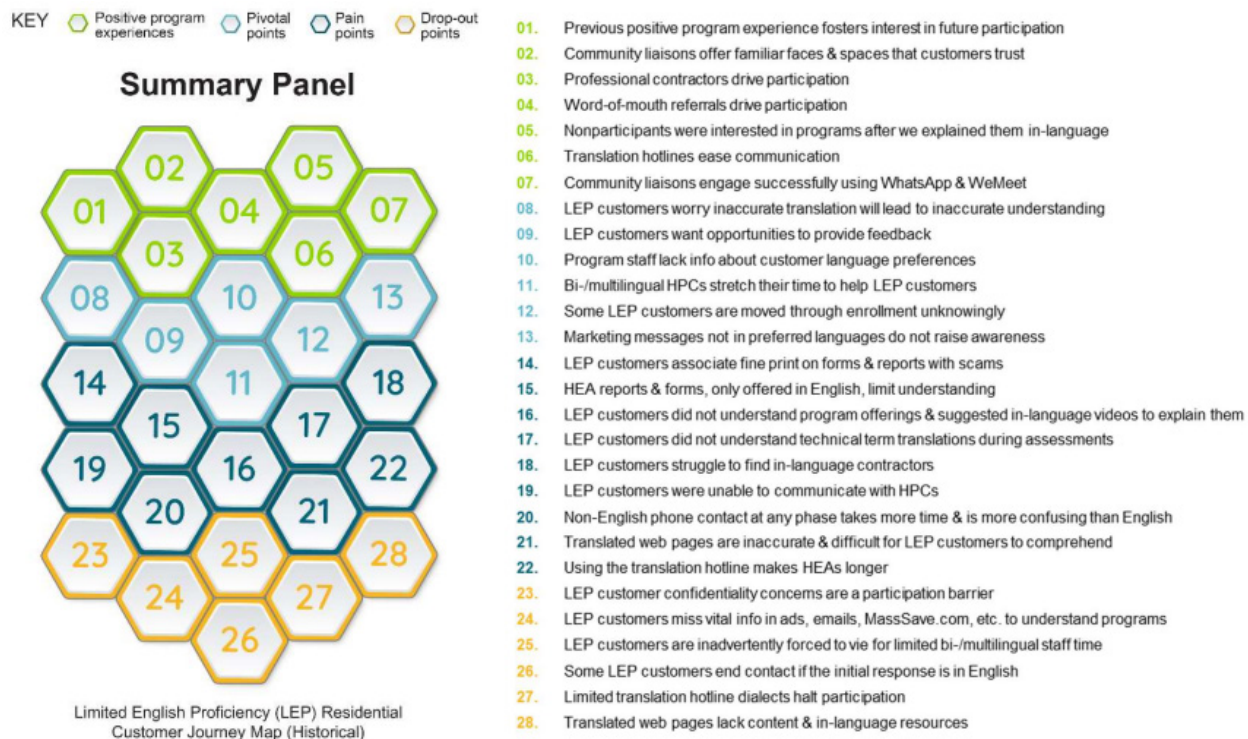 KEY
Positive program experiences
Pivotal points
Pain points
Drop-out points
Summary Panel
02
05
01
04
07
03
06
08
10
13
09
12
14
11
18
15
17
19
16
22
20
21
23
25
28
24
27
26
Limited English Proficiency (LEP) Residential
Customer Journey Map (Historical)
01. Previous positive program experience fosters interest in future participation
02. Community liaisons offer familiar faces & spaces that customers trust
03. Professional contractors drive participation
04. Word-of-mouth referrals drive participation
05. Nonparticipants were interested in programs after we explained them in-language
06. Translation hotlines ease communication
07. Community liaisons engage successfully using WhatsApp & WeMeet
08. LEP customers worry inaccurate translation will lead to inaccurate understanding
09. LEP customers want opportunities to provide feedback
10. Program staff lack info about customer language preferences
11. Bi-/multilingual HPCs stretch their time to help LEP customers
12. Some LEP customers are moved through enrollment unknowingly
13. Marketing messages not in preferred languages do not raise awareness
14. LEP customers associate fine print on forms & reports with scams
15. HEA reports & forms, only offered in English, limit understanding
16. LEP customers did not understand program offerings & suggested in-language videos to explain them
17. LEP customers did not understand technical term translations during assessments
18. LEP customers struggle to find in-language contractors
19. LEP customers were unable to communicate with HPCs
20. Non-English phone contact at any phase takes more time & is more confusing than English
21. Translated web pages are inaccurate & difficult for LEP customers to comprehend
22. Using the translation hotline makes HEAs longer
23. LEP customer confidentiality concerns are a participation barrier
24. LEP customers miss vital info in ads, emails, MassSave.com, etc. to understand programs
25. LEP customers are inadvertently forced to vie for limited bi-/multilingual staff time
26. Some LEP customers end contact if the initial response is in English
27. Limited translation hotline dialects halt participation
28. Translated web pages lack content & in-language resources